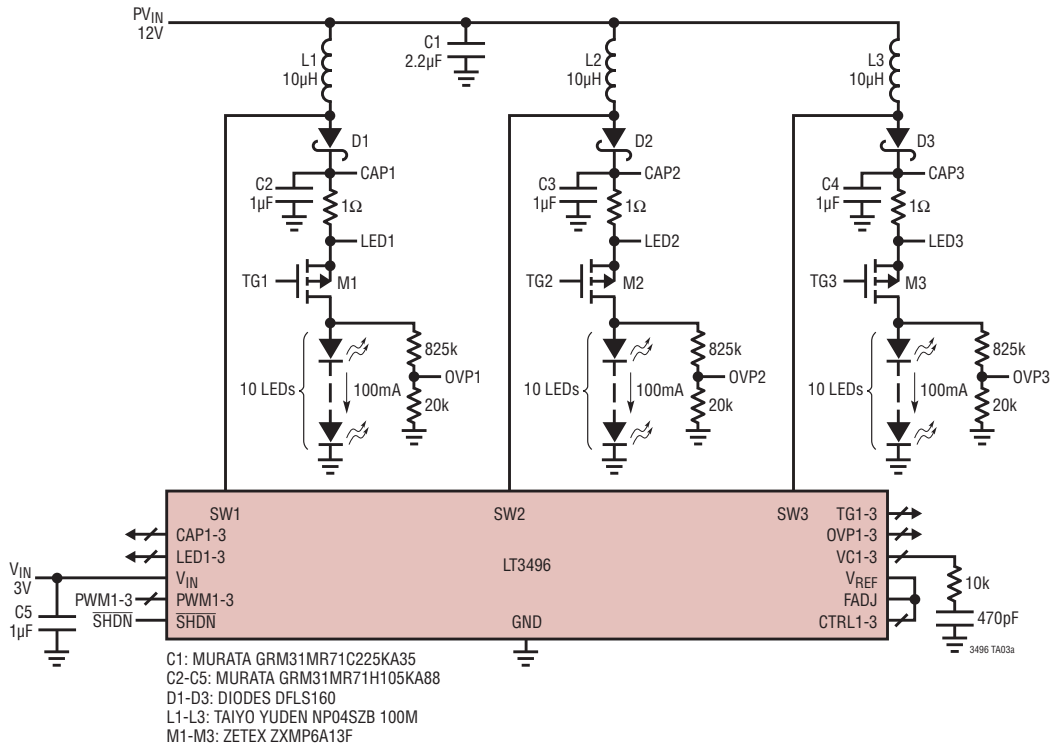 PVIN
12V
C1
2.2µF
L1
10µH
L2
10µH
L3
10µH
D1
D2
D3
CAP1
CAP2
CAP3
C2
1µF
C3
1µF
C4
1µF
1Ω
1Ω
1Ω
LED1
LED2
LED3
TG1
M1
TG2
M2
TG3
M3
825k
825k
825k
10 LEDs
100mA
OVP1
10 LEDs
100mA
OVP2
10 LEDs
100mA
OVP3
20k
20k
20k
SW1
SW2
SW3
TG1-3
CAP1-3
OVP1-3
LED1-3
VC1-3
LT3496
VIN
3V
VIN
VREF
10k
PWM1-3
PWM1-3
FADJ
C5
1µF
SHDN
SHDN
GND
CTRL1-3
470pF
3496 TA03a
C1: MURATA GRM31MR71C225KA35
C2-C5: MURATA GRM31MR71H105KA88
D1-D3: DIODES DFLS160
L1-L3: TAIYO YUDEN NP04SZB 100M
M1-M3: ZETEX ZXMP6A13F